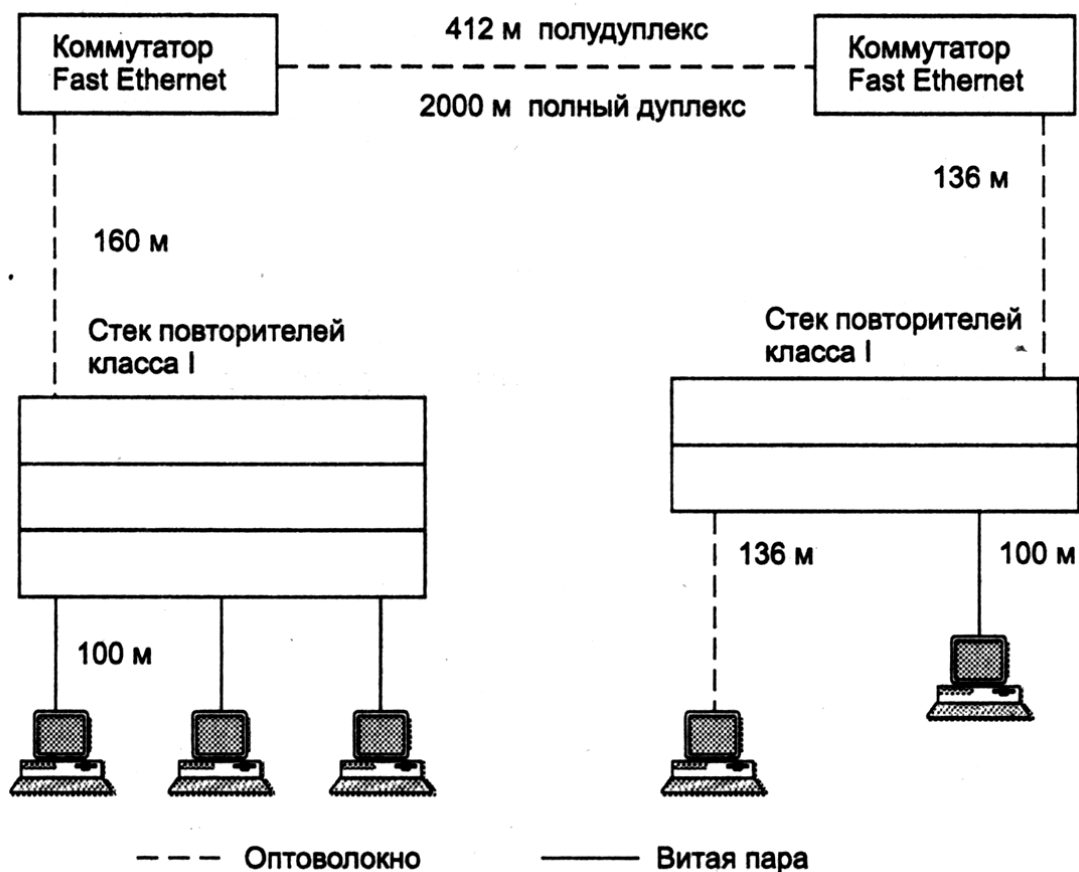 Коммутатор
Fast Ethernet
412 м полудуплекс
2000 м полный дуплекс
Коммутатор
Fast Ethernet
160 м
136 м
Стек повторителей
класса I
Стек повторителей
класса I
100 м
136 м
100 м
Оптоволокно
Витая пара